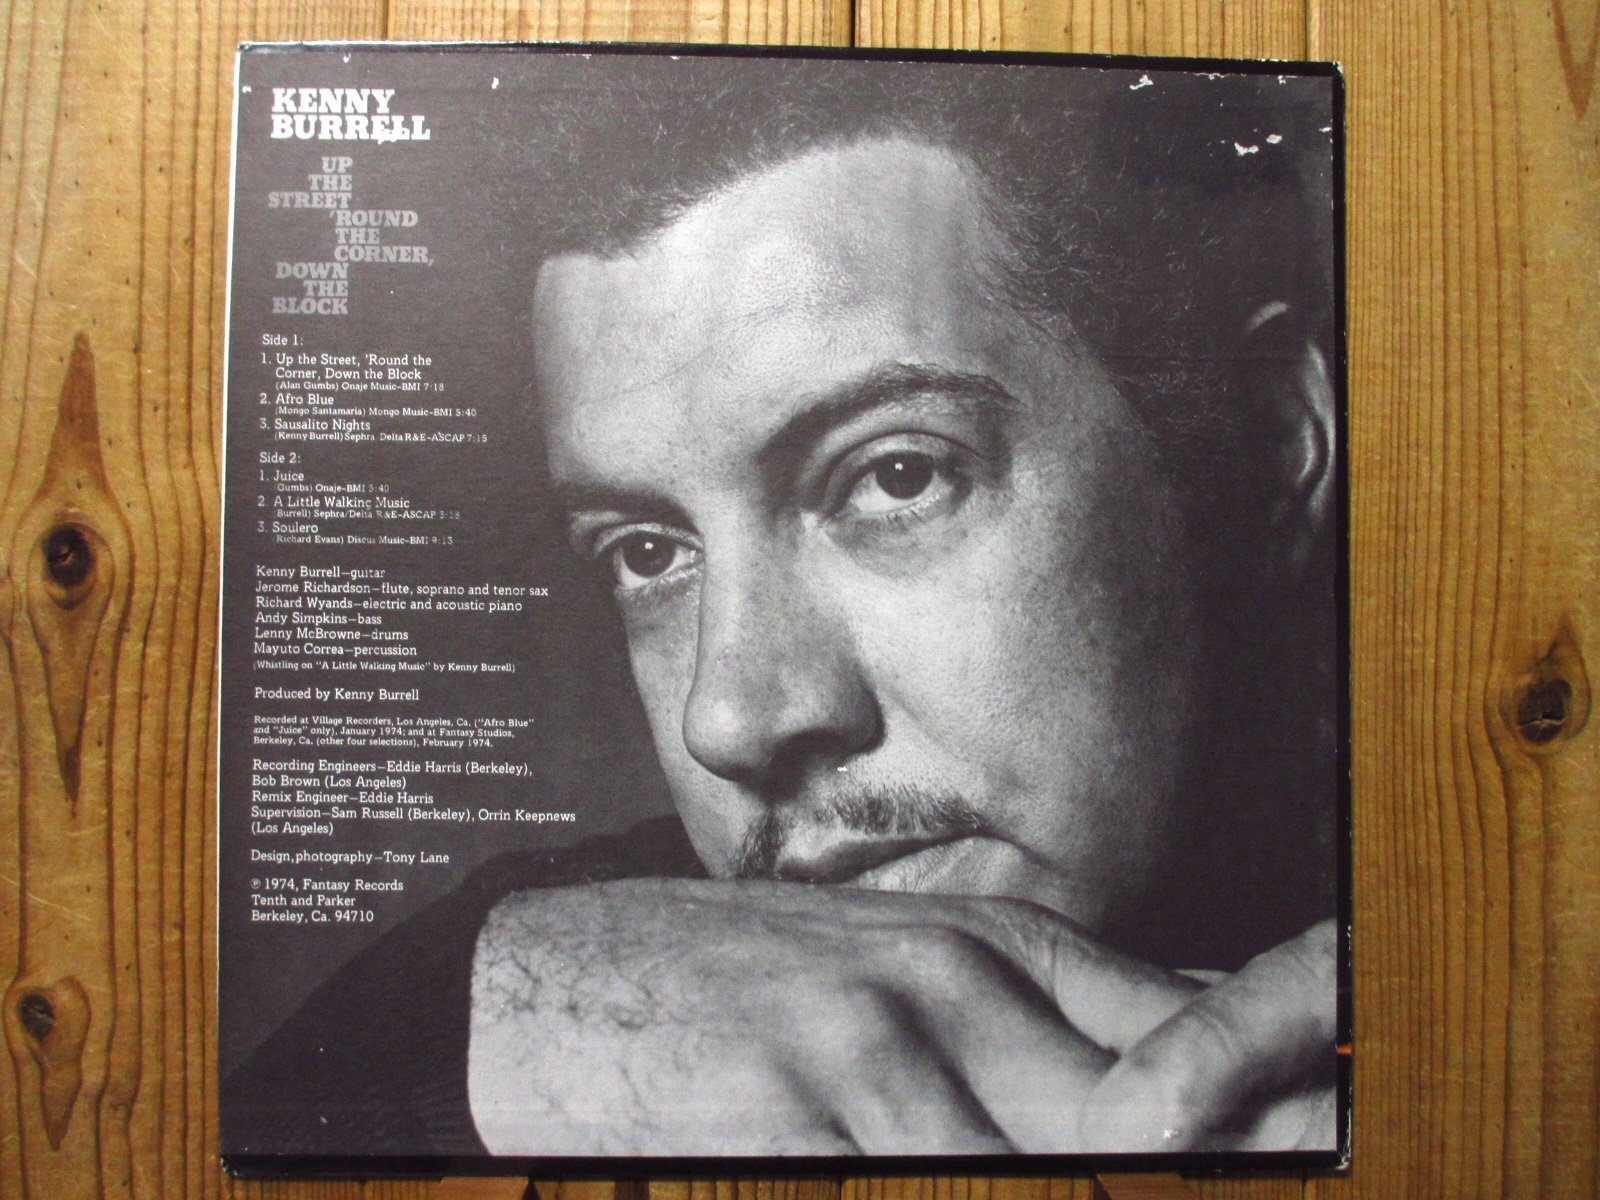 KENNY
BURRELL
UP
THE
STREET
'ROUND
THE
CORNER,
DOWN
THE
BLOCK
Side 1:
1. Up the Street, 'Round the
Corner, Down the Block
(Alan Gumbs) Onaje Music-BMI 7:18
2. Afro Blue
(Mongo Santamaria) Mongo Music-BMI 5:40
3. Sausalito Nights
(Kenny Burrell) Sephra Delta R&E-ASCAP 7:15
Side 2:
1. Juice
(Gumbs) Onaje-BMI 5:40
2. A Little Walking Music
(Burrell) Sephra/Delta R&E-ASCAP 5:18
3. Soulero
(Richard Evans) Discus Music-BMI 9:13
Kenny Burrell—guitar
Jerome Richardson—flute, soprano and tenor sax
Richard Wyands—electric and acoustic piano
Andy Simpkins—bass
Lenny McBrowne—drums
Mayuto Correa—percussion
(Whistling on "A Little Walking Music" by Kenny Burrell)
Produced by Kenny Burrell
Recorded at Village Recorders, Los Angeles, Ca. ("Afro Blue"
and "Juice" only), January 1974; and at Fantasy Studios,
Berkeley, Ca. (other four selections), February 1974.
Recording Engineers—Eddie Harris (Berkeley),
Bob Brown (Los Angeles)
Remix Engineer—Eddie Harris
Supervision—Sam Russell (Berkeley), Orrin Keepnews
(Los Angeles)
Design, photography—Tony Lane
℗ 1974, Fantasy Records
Tenth and Parker
Berkeley, Ca. 94710